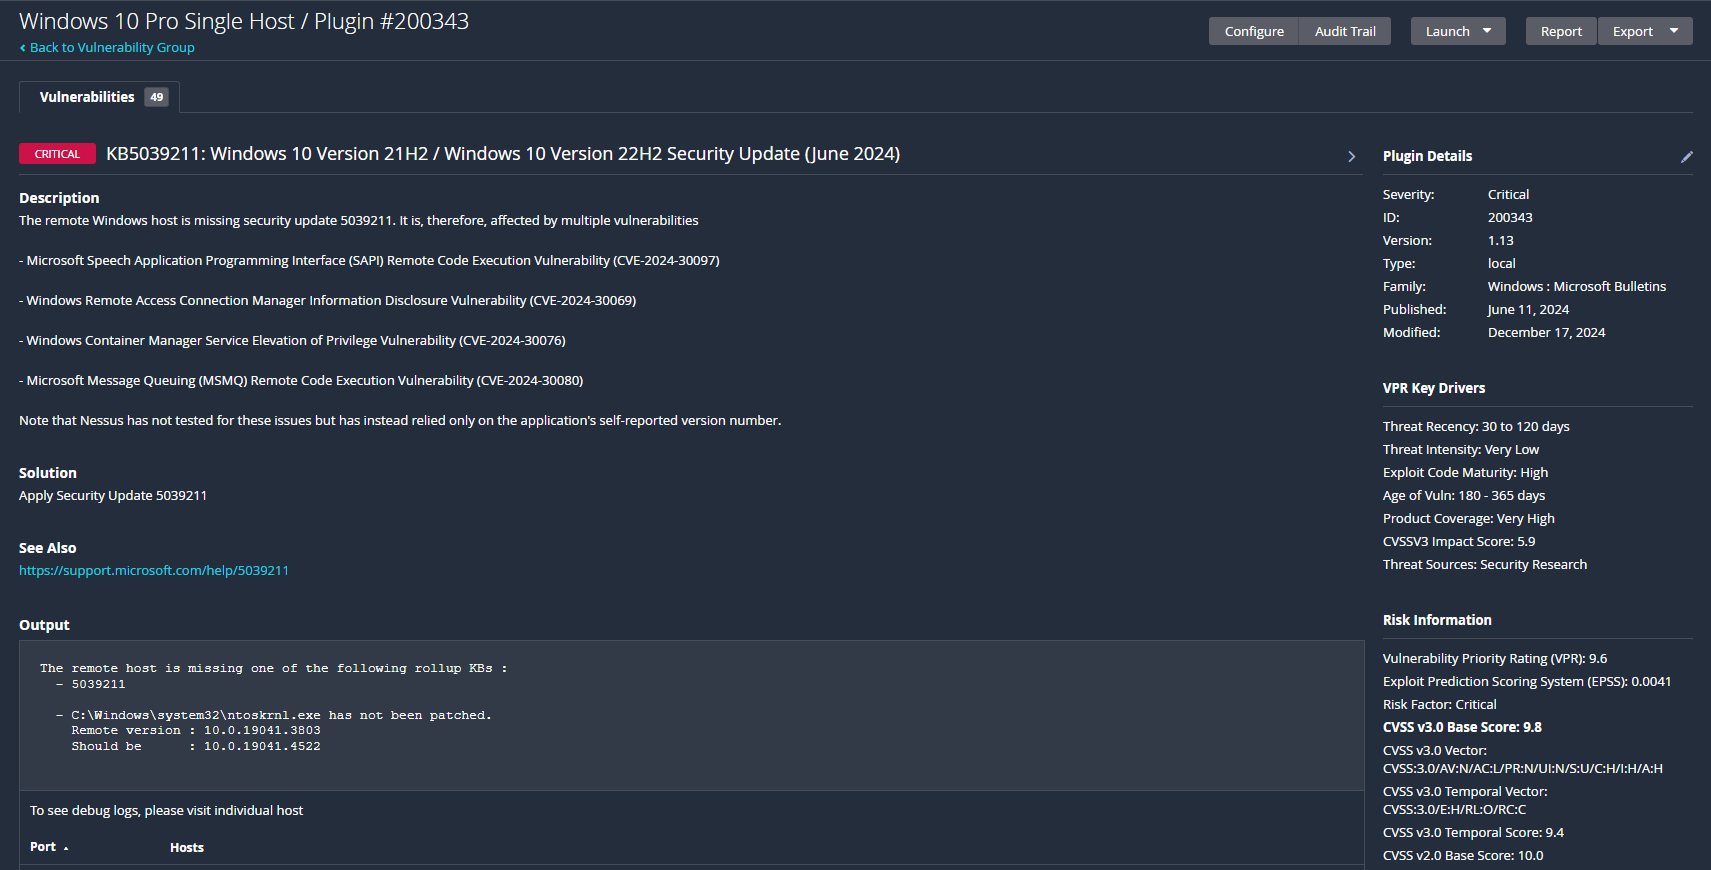 Windows 10 Pro Single Host / Plugin #200343
‹ Back to Vulnerability Group
Configure
Audit Trail
Launch
Report
Export
Vulnerabilities 49
CRITICAL KB5039211: Windows 10 Version 21H2 / Windows 10 Version 22H2 Security Update (June 2024)
Description
The remote Windows host is missing security update 5039211. It is, therefore, affected by multiple vulnerabilities
- Microsoft Speech Application Programming Interface (SAPI) Remote Code Execution Vulnerability (CVE-2024-30097)
- Windows Remote Access Connection Manager Information Disclosure Vulnerability (CVE-2024-30069)
- Windows Container Manager Service Elevation of Privilege Vulnerability (CVE-2024-30076)
- Microsoft Message Queuing (MSMQ) Remote Code Execution Vulnerability (CVE-2024-30080)
Note that Nessus has not tested for these issues but has instead relied only on the application's self-reported version number.
Solution
Apply Security Update 5039211
See Also
https://support.microsoft.com/help/5039211
Output
The remote host is missing one of the following rollup KBs :
- 5039211
- C:\Windows\system32\ntoskrnl.exe has not been patched.
Remote version : 10.0.19041.3803
Should be : 10.0.19041.4522
To see debug logs, please visit individual host
Port Hosts
Plugin Details
Severity: Critical
ID: 200343
Version: 1.13
Type: local
Family: Windows : Microsoft Bulletins
Published: June 11, 2024
Modified: December 17, 2024
VPR Key Drivers
Threat Recency: 30 to 120 days
Threat Intensity: Very Low
Exploit Code Maturity: High
Age of Vuln: 180 - 365 days
Product Coverage: Very High
CVSSV3 Impact Score: 5.9
Threat Sources: Security Research
Risk Information
Vulnerability Priority Rating (VPR): 9.6
Exploit Prediction Scoring System (EPSS): 0.0041
Risk Factor: Critical
CVSS v3.0 Base Score: 9.8
CVSS v3.0 Vector:
CVSS:3.0/AV:N/AC:L/PR:N/UI:N/S:U/C:H/I:H/A:H
CVSS v3.0 Temporal Vector:
CVSS:3.0/E:H/RL:O/RC:C
CVSS v3.0 Temporal Score: 9.4
CVSS v2.0 Base Score: 10.0